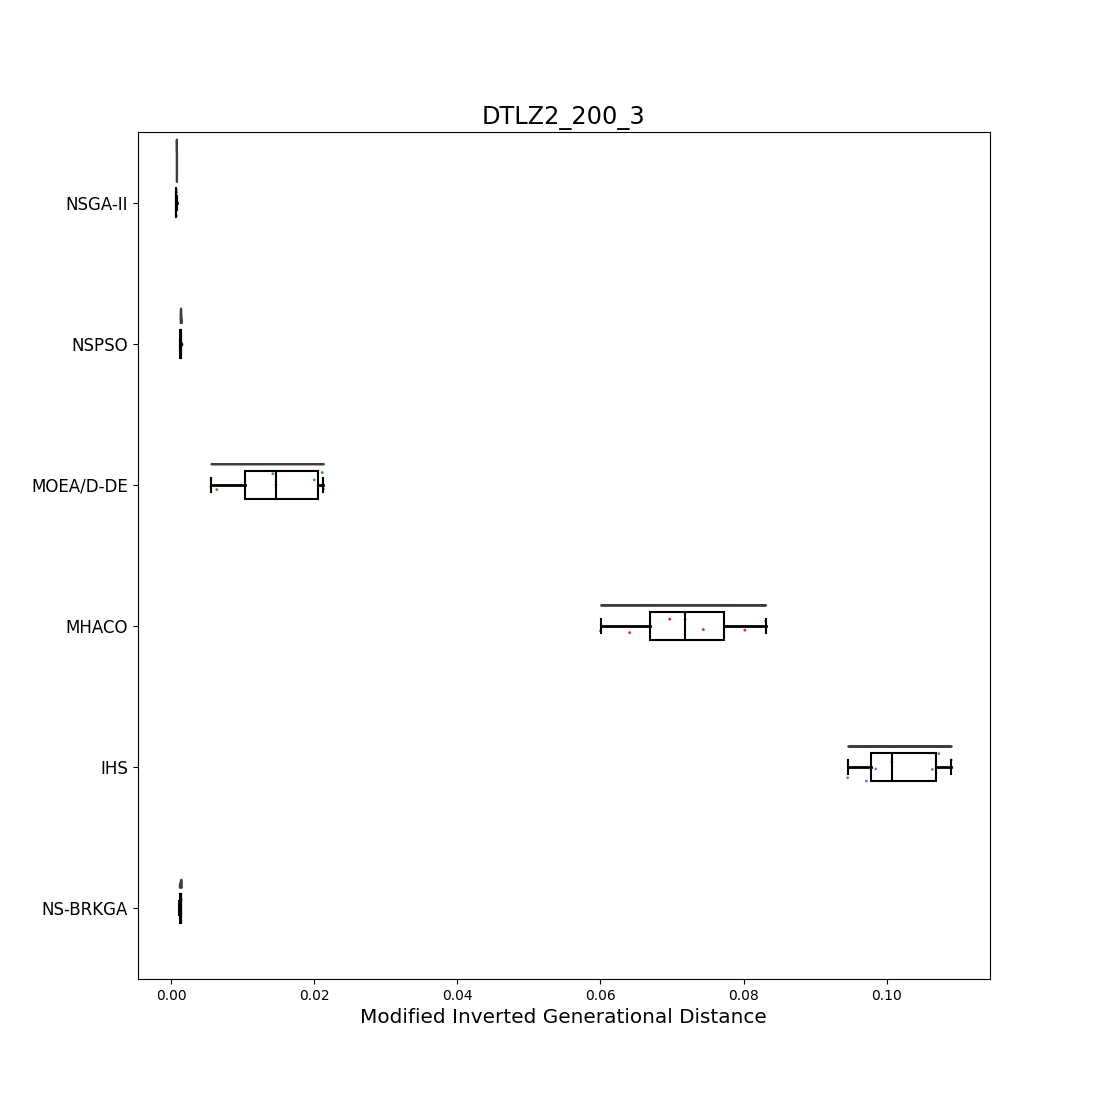 DTLZ2_200_3
NSGA-II
NSPSO
MOEA/D-DE
MHACO
IHS
NS-BRKGA
0.00 0.02 0.04 0.06 0.08 0.10
Modified Inverted Generational Distance